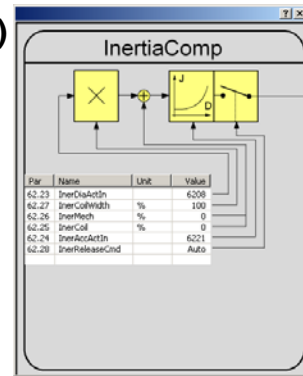 )
? ×
InertiaComp
J
D
Par Name Unit Value
62.23 InerDiaActIn 6208
62.27 InerCoilWidth % 100
62.26 InerMech % 0
62.25 InerCoil % 0
62.24 InerAccActIn 6221
62.28 InerReleaseCmd Auto